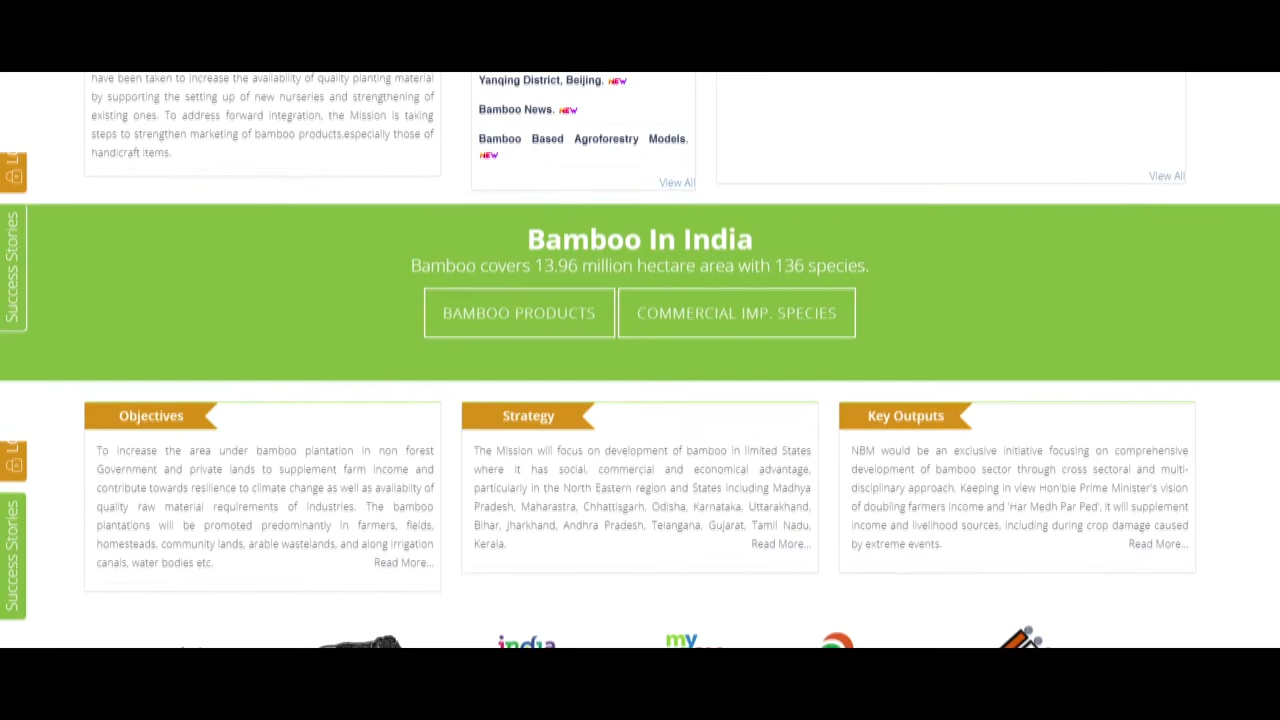 have been taken to increase the availability of quality planting material
by supporting the setting up of new nurseries and strengthening of
existing ones. To address forward integration, the Mission is taking
steps to strengthen marketing of bamboo products,especially those of
handicraft items.
Yanqing District, Beijing. NEW
Bamboo News. NEW
Bamboo Based Agroforestry Models.
NEW
View All
View All
Success Stories
Bamboo In India
Bamboo covers 13.96 million hectare area with 136 species.
BAMBOO PRODUCTS
COMMERCIAL IMP. SPECIES
Objectives
To increase the area under bamboo plantation in non forest
Government and private lands to supplement farm income and
contribute towards resilience to climate change as well as availabilty of
quality raw material requirements of industries. The bamboo
plantations will be promoted predominantly in farmers, fields,
homesteads, community lands, arable wastelands, and along irrigation
canals, water bodies etc.
Read More...
Strategy
The Mission will focus on development of bamboo in limited States
where it has social, commercial and economical advantage,
particularly in the North Eastern region and States including Madhya
Pradesh, Maharastra, Chhattisgarh, Odisha, Karnataka, Uttarakhand,
Bihar, Jharkhand, Andhra Pradesh, Telangana, Gujarat, Tamil Nadu,
Kerala.
Read More...
Key Outputs
NBM would be an exclusive initiative focusing on comprehensive
development of bamboo sector through cross sectoral and multi-
disciplinary approach. Keeping in view Hon'ble Prime Minister's vision
of doubling farmers income and 'Har Medh Par Ped', it will supplement
income and livelihood sources, including during crop damage caused
by extreme events.
Read More...
Success Stories
india
my